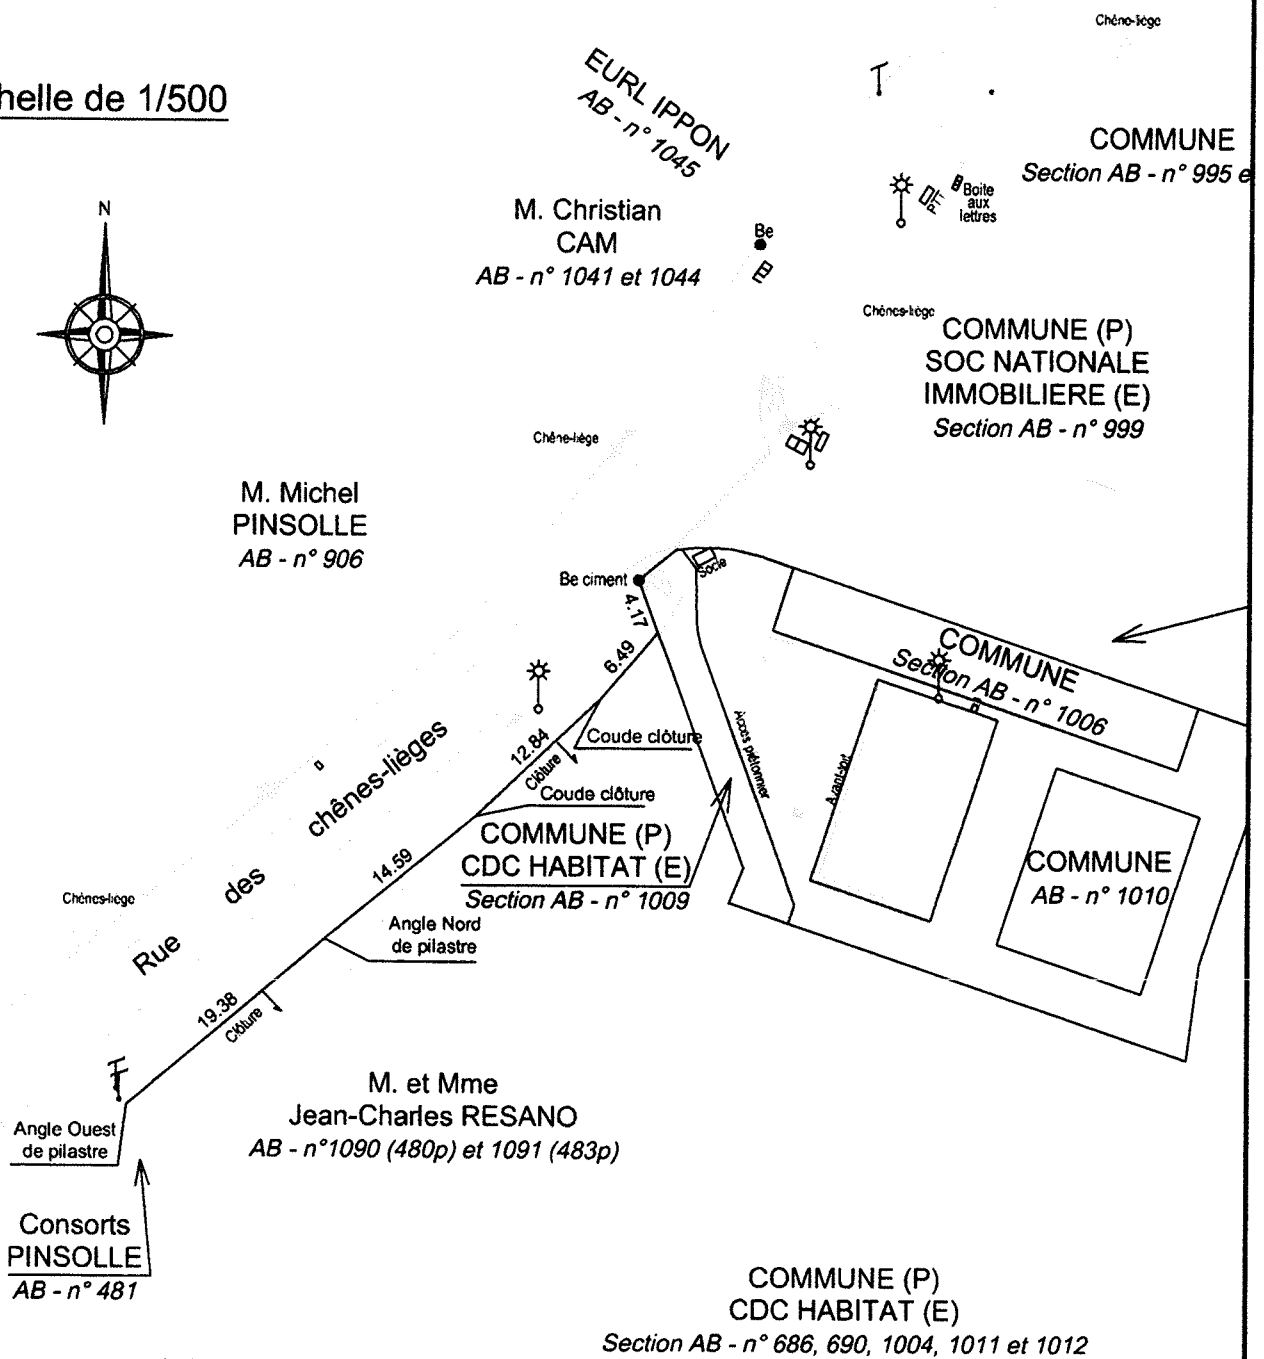 Chêne-liège
helle de 1/500
EURL IPPON
AB - n° 1045
COMMUNE
Section AB - n° 995 e
Boite
aux
lettres
PTT
N
M. Christian
CAM
AB - n° 1041 et 1044
Be
Chênes-liège
COMMUNE (P)
SOC NATIONALE
IMMOBILIERE (E)
Section AB - n° 999
Chêne-liège
M. Michel
PINSOLLE
AB - n° 906
Be ciment
Socle
4.17
6.49
COMMUNE
Section AB - n° 1006
12.84
Clôture
Coude clôture
Accès piétonnier
Avant-toit
Coude clôture
Rue des chênes-lièges
COMMUNE (P)
CDC HABITAT (E)
Section AB - n° 1009
COMMUNE
AB - n° 1010
14.59
Chênes-liège
Angle Nord
de pilastre
19.38
Clôture
M. et Mme
Jean-Charles RESANO
AB - n°1090 (480p) et 1091 (483p)
Angle Ouest
de pilastre
Consorts
PINSOLLE
AB - n° 481
COMMUNE (P)
CDC HABITAT (E)
Section AB - n° 686, 690, 1004, 1011 et 1012